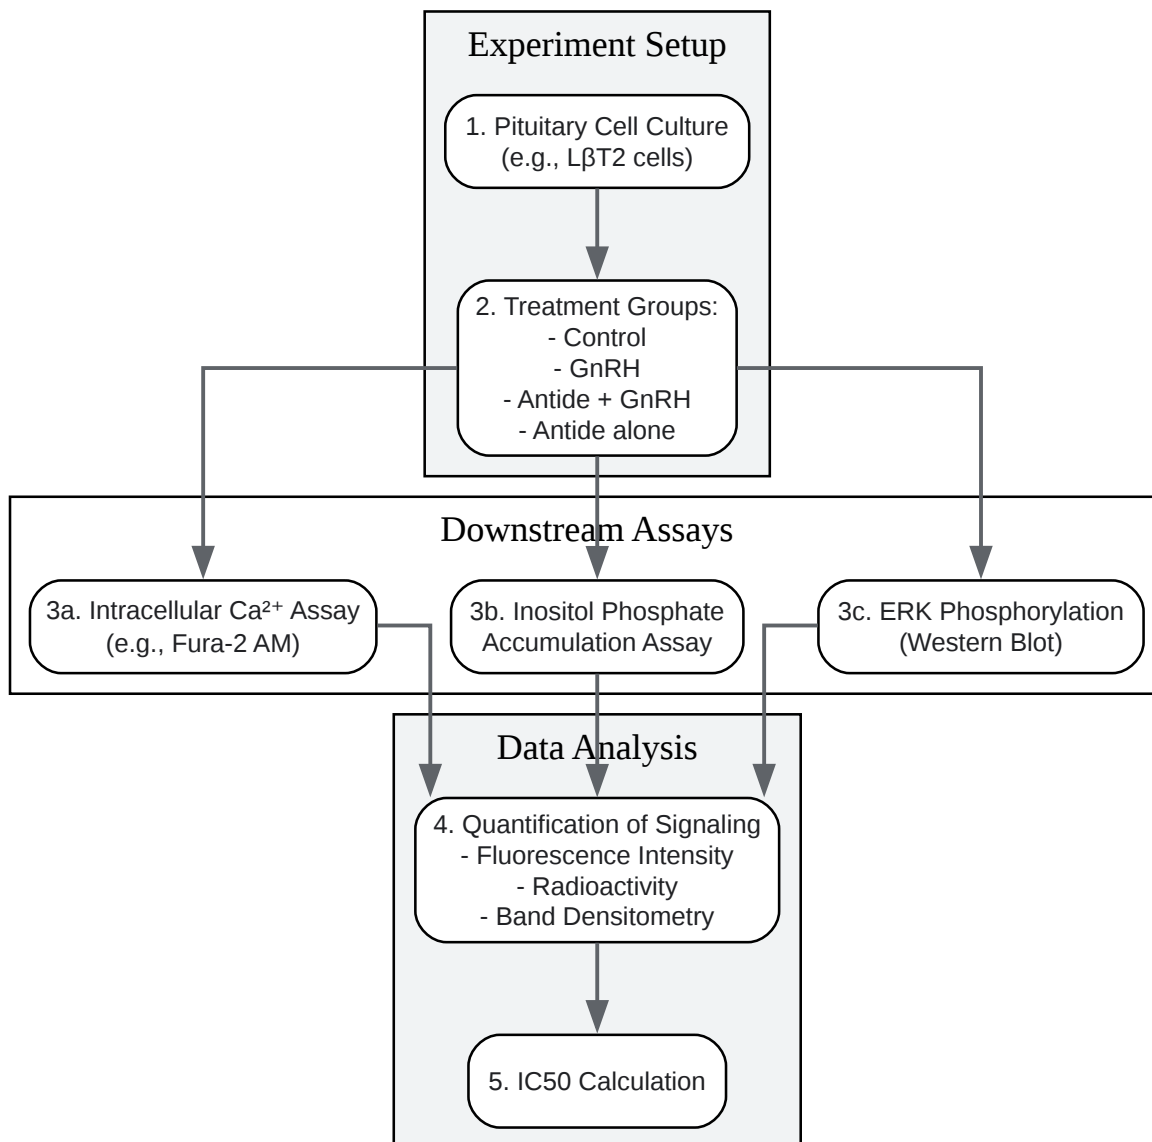 Experiment Setup
1. Pituitary Cell Culture
(e.g., LβT2 cells)
2. Treatment Groups:
- Control
- GnRH
- Antide + GnRH
- Antide alone
Downstream Assays
3a. Intracellular Ca²⁺ Assay
(e.g., Fura-2 AM)
3b. Inositol Phosphate
Accumulation Assay
3c. ERK Phosphorylation
(Western Blot)
Data Analysis
4. Quantification of Signaling
- Fluorescence Intensity
- Radioactivity
- Band Densitometry
5. IC50 Calculation